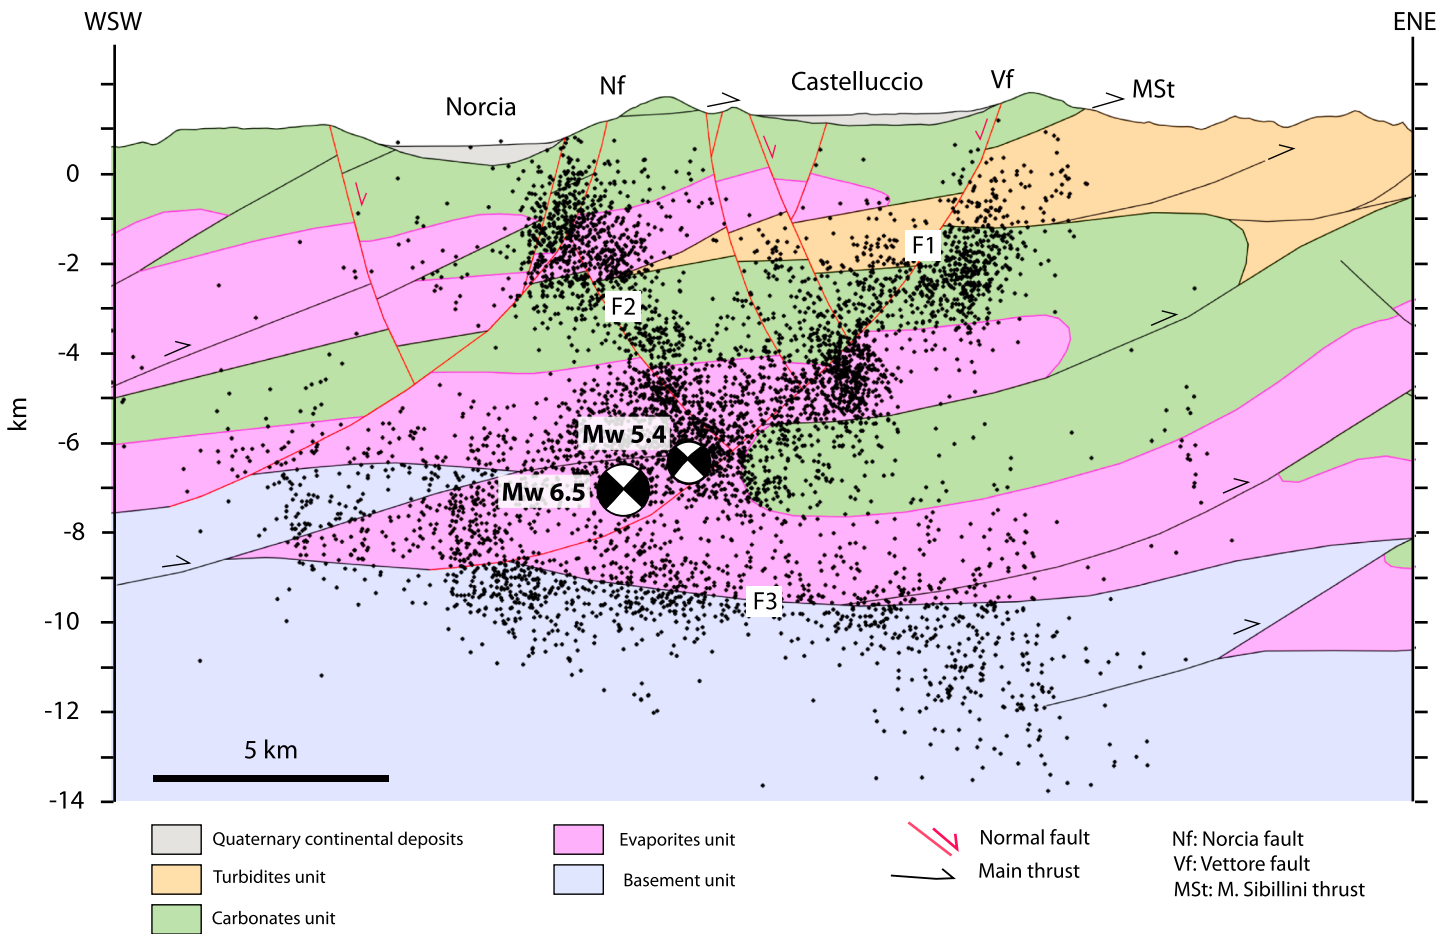 WSW
ENE
Norcia
Nf
Castelluccio
Vf
MSt
km
0
-2
-4
-6
-8
-10
-12
-14
F1
F2
Mw 5.4
Mw 6.5
F3
5 km
Quaternary continental deposits
Turbidites unit
Carbonates unit
Evaporites unit
Basement unit
Normal fault
Main thrust
Nf: Norcia fault
Vf: Vettore fault
MSt: M. Sibillini thrust